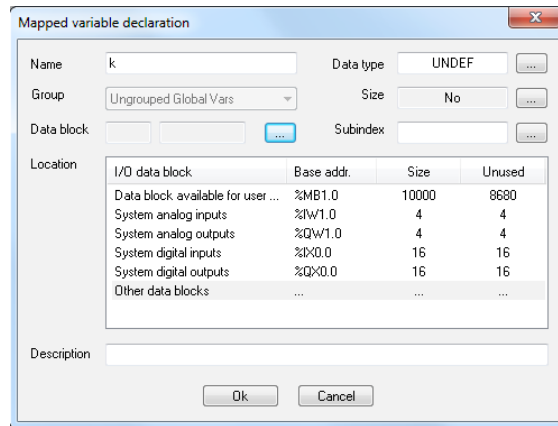 Mapped variable declaration
Name k Data type UNDEF ...
Group Ungrouped Global Vars Size No ...
Data block ... Subindex ...
Location
I/O data block Base addr. Size Unused
Data block available for user ... %MB1.0 10000 8680
System analog inputs %IW1.0 4 4
System analog outputs %QW1.0 4 4
System digital inputs %IX0.0 16 16
System digital outputs %QX0.0 16 16
Other data blocks ... ... ...
Description
Ok Cancel